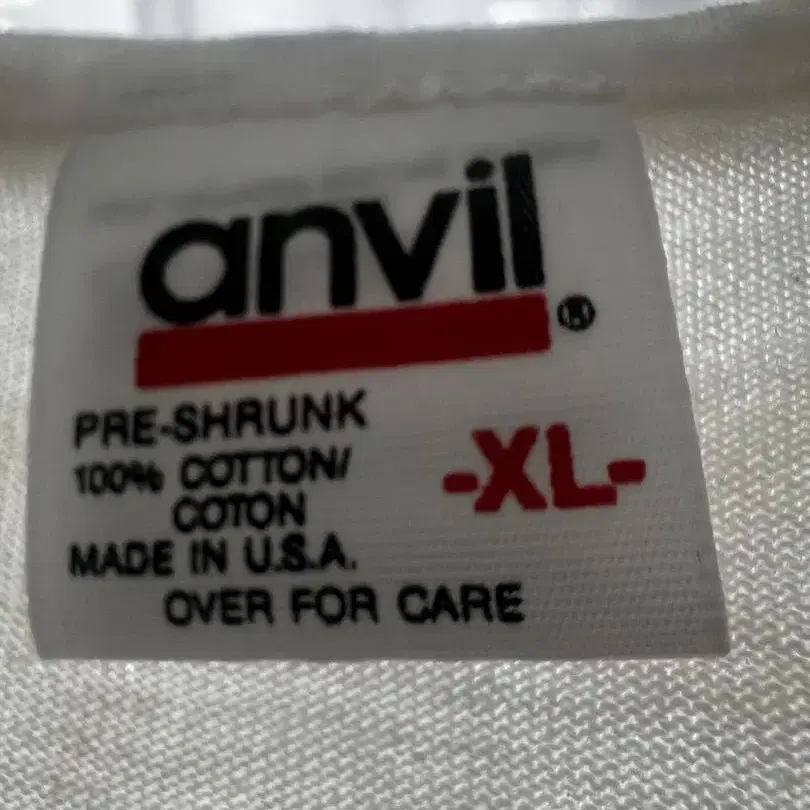 anvil®
PRE-SHRUNK
100% COTTON/
COTON
-XL-
MADE IN U.S.A.
OVER FOR CARE